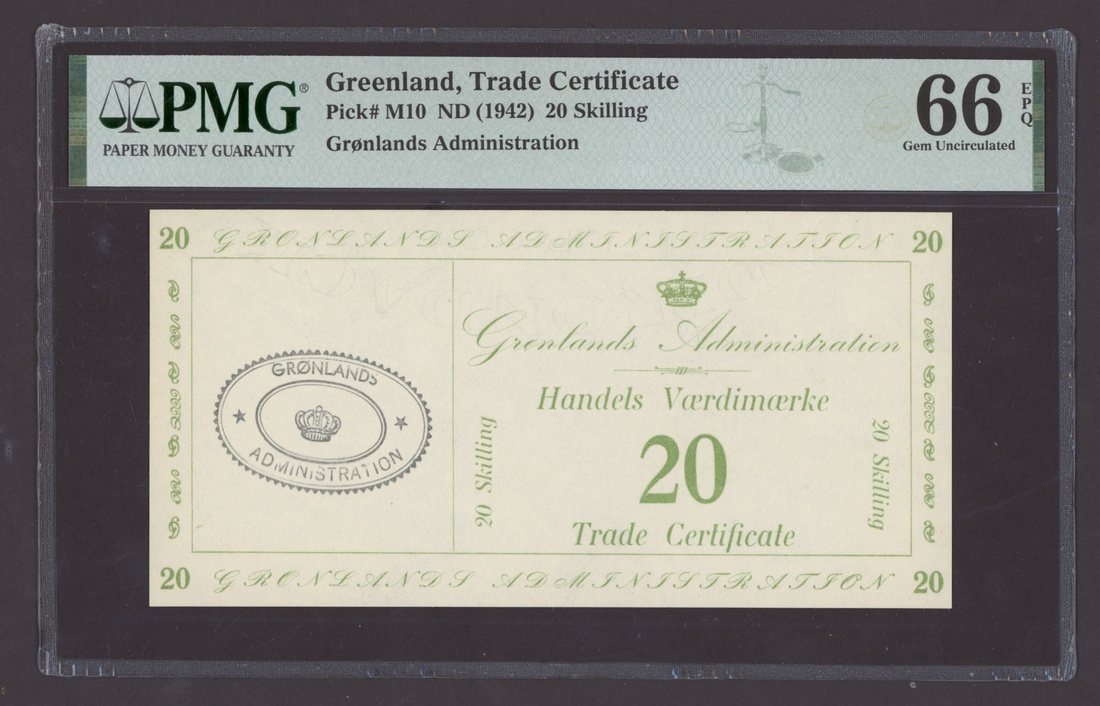 PMG®
PAPER MONEY GUARANTY
Greenland, Trade Certificate
Pick# M10 ND (1942) 20 Skilling
Grønlands Administration
66
EPQ
Gem Uncirculated
20 GRØNLANDS ADMINISTRATION 20
Grønlands Administration
Handels Værdimærke
20
Trade Certificate
20 Skilling
20 Skilling
GRØNLANDS
ADMINISTRATION
20 GRØNLANDS ADMINISTRATION 20